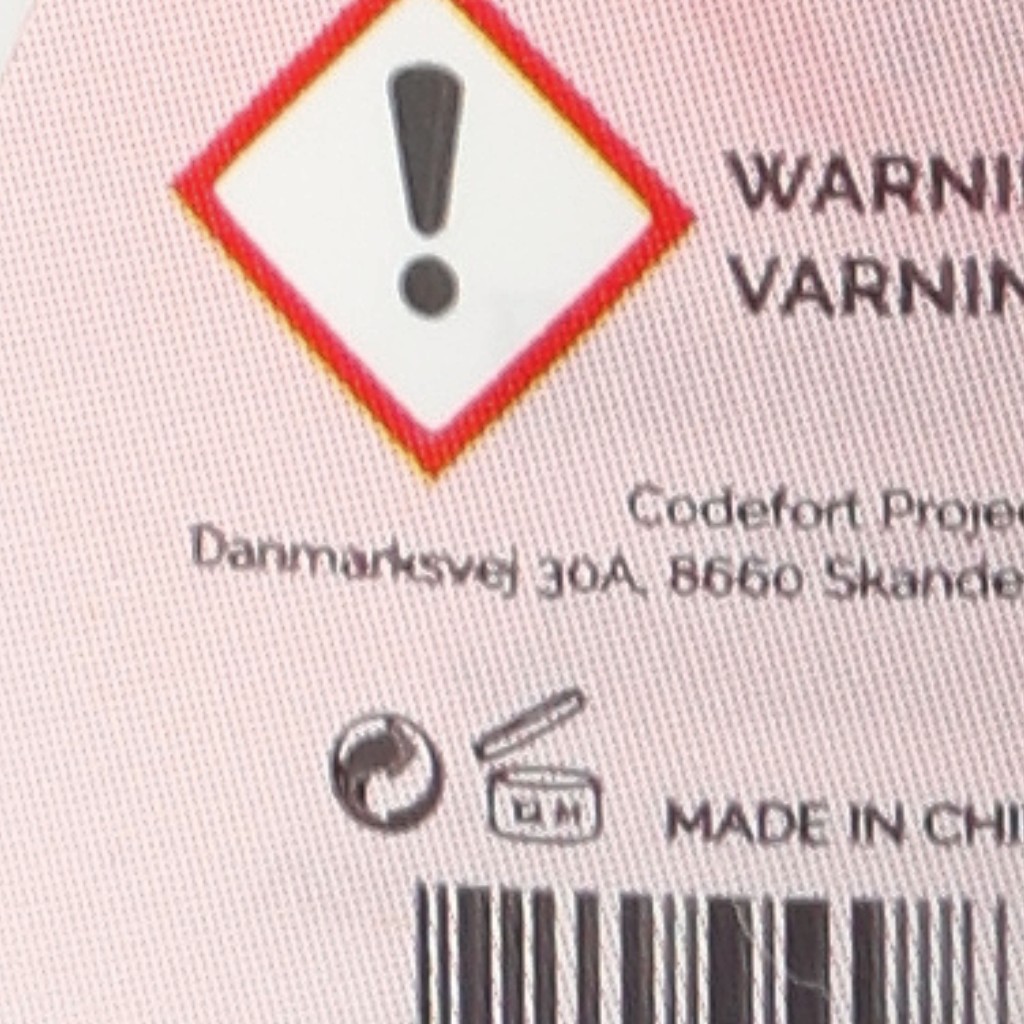 !
WARNI
VARNIN
Codefort Proje
Danmarksvej 30A, 8660 Skande
12 M
MADE IN CHI